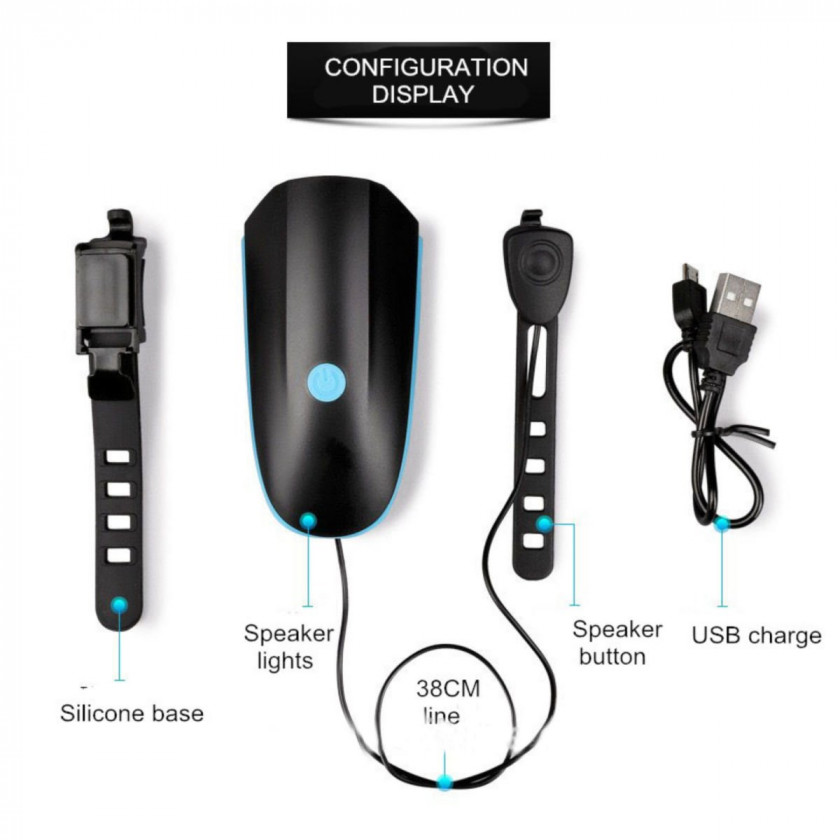 CONFIGURATION
DISPLAY
Speaker
lights
Speaker
button
USB charge
38CM
line
Silicone base